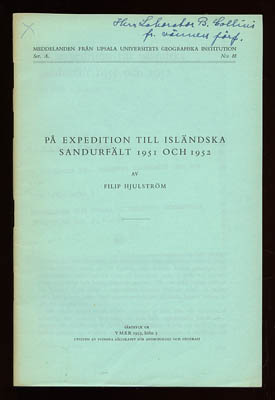 Herr Laborator B. Collini
fr. vännen förf.
MEDDELANDEN FRÅN UPSALA UNIVERSITETS GEOGRAFISKA INSTITUTION
Ser. A. N:o 88
PÅ EXPEDITION TILL ISLÄNDSKA
SANDURFÄLT 1951 OCH 1952
AV
FILIP HJULSTRÖM
SÄRTRYCK UR
YMER 1953, häfte 3
UTGIVEN AV SVENSKA SÄLLSKAPET FÖR ANTROPOLOGI OCH GEOGRAFI